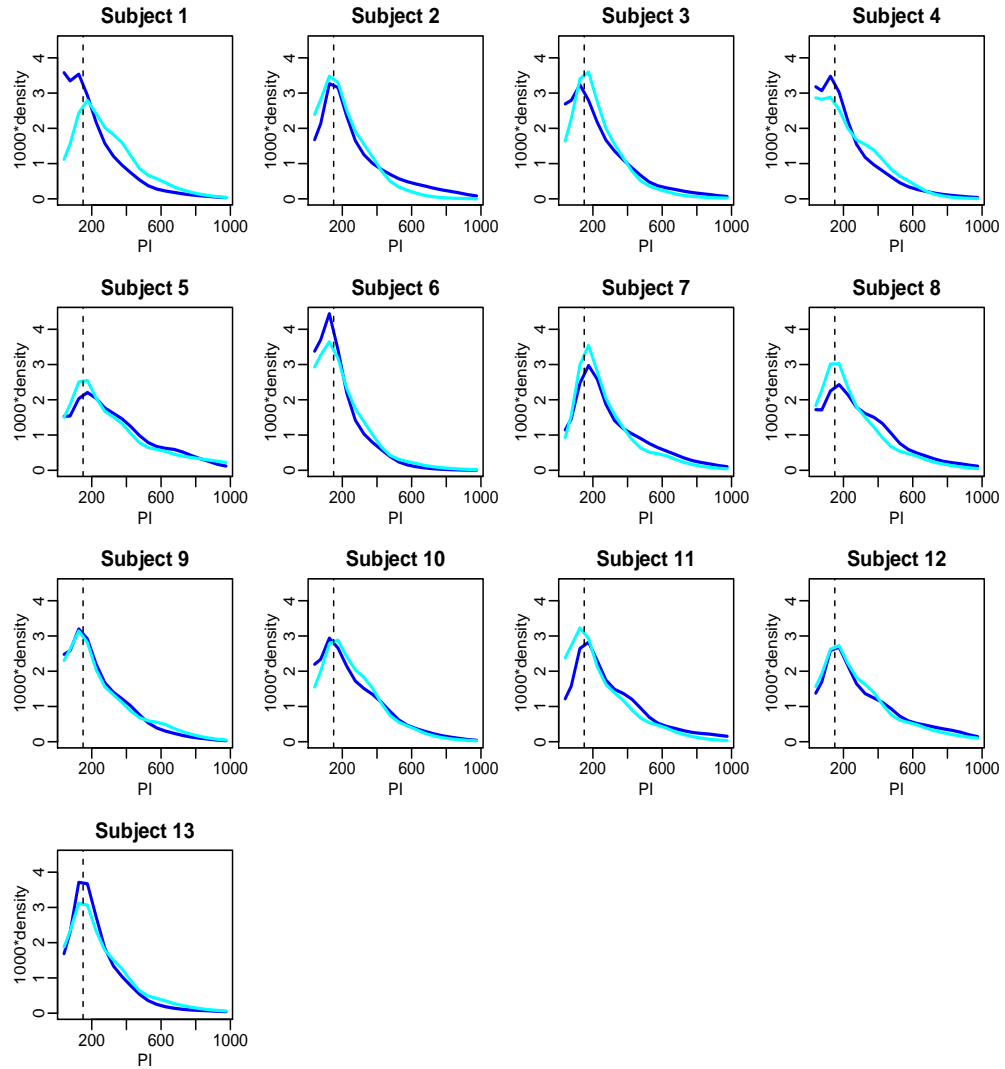 Subject 1
Subject 2
Subject 3
Subject 4
1000*density
0 1 2 3 4
200 600 1000
PI
1000*density
0 1 2 3 4
200 600 1000
PI
1000*density
0 1 2 3 4
200 600 1000
PI
1000*density
0 1 2 3 4
200 600 1000
PI
Subject 5
Subject 6
Subject 7
Subject 8
1000*density
0 1 2 3 4
200 600 1000
PI
1000*density
0 1 2 3 4
200 600 1000
PI
1000*density
0 1 2 3 4
200 600 1000
PI
1000*density
0 1 2 3 4
200 600 1000
PI
Subject 9
Subject 10
Subject 11
Subject 12
1000*density
0 1 2 3 4
200 600 1000
PI
1000*density
0 1 2 3 4
200 600 1000
PI
1000*density
0 1 2 3 4
200 600 1000
PI
1000*density
0 1 2 3 4
200 600 1000
PI
Subject 13
1000*density
0 1 2 3 4
200 600 1000
PI